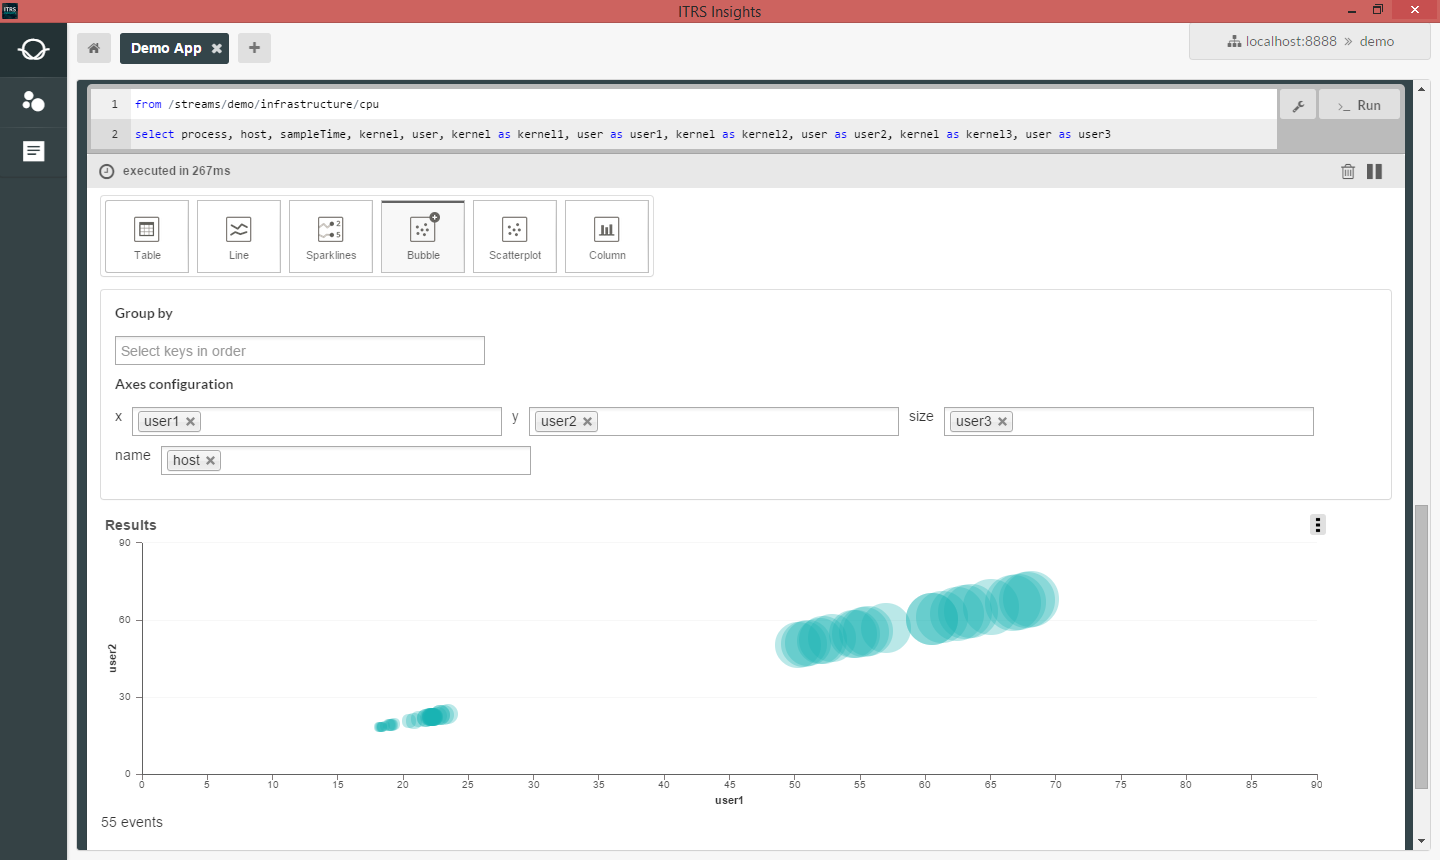 ITRS Insights
ITRS
Demo App
localhost:8888 » demo
1 from /streams/demo/infrastructure/cpu
2 select process, host, sampleTime, kernel, user, kernel as kernel1, user as user1, kernel as kernel2, user as user2, kernel as kernel3, user as user3
>_ Run
executed in 267ms
Table Line Sparklines Bubble Scatterplot Column
2
5
Group by
Select keys in order
Axes configuration
x user1 y user2 size user3
name host
Results
90
60
30
0
user2
0 5 10 15 20 25 30 35 40 45 50 55 60 65 70 75 80 85 90
user1
55 events